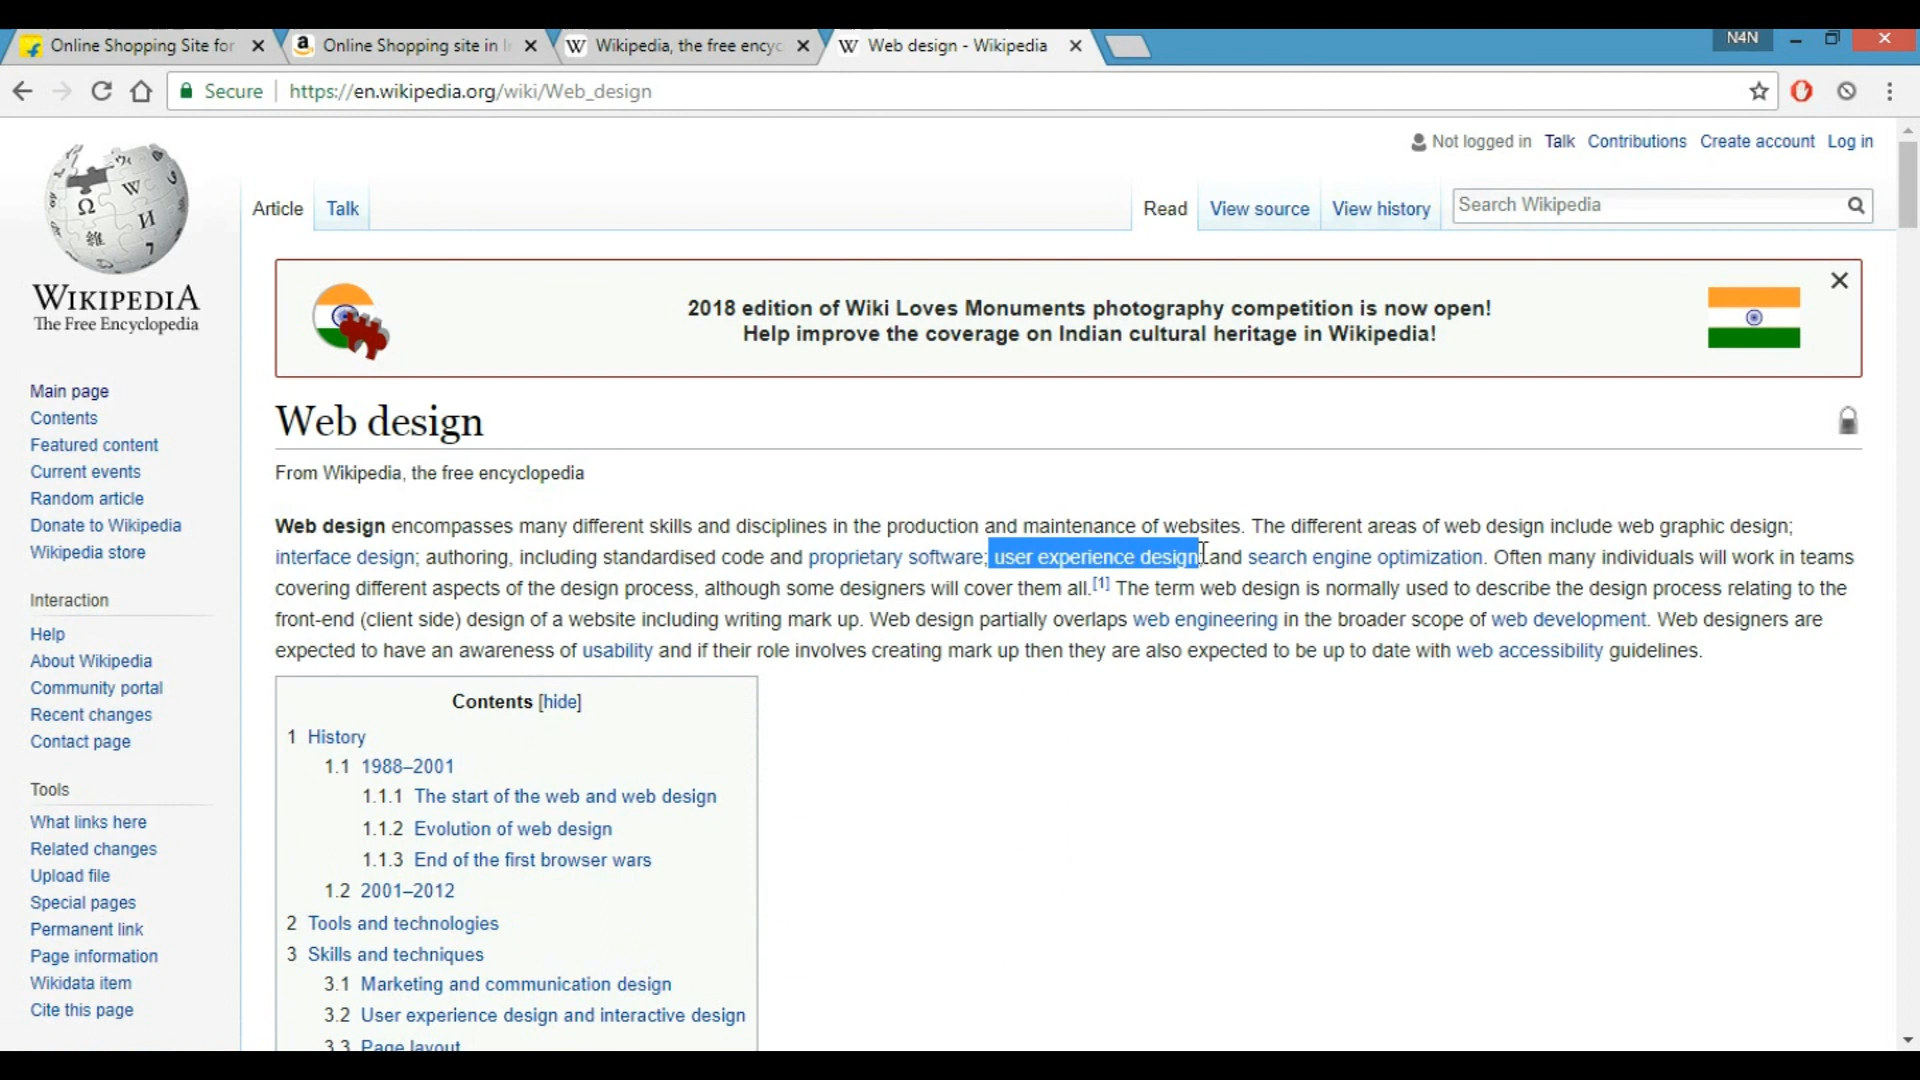 Online Shopping Site for
Online Shopping site in I
Wikipedia, the free encyc
Web design - Wikipedia
N4N
Secure
https://en.wikipedia.org/wiki/Web_design
Not logged in Talk Contributions Create account Log in
Article Talk
Read View source View history
Search Wikipedia
WIKIPEDIA
The Free Encyclopedia
2018 edition of Wiki Loves Monuments photography competition is now open!
Help improve the coverage on Indian cultural heritage in Wikipedia!
Main page
Contents
Featured content
Current events
Random article
Donate to Wikipedia
Wikipedia store
Interaction
Help
About Wikipedia
Community portal
Recent changes
Contact page
Tools
What links here
Related changes
Upload file
Special pages
Permanent link
Page information
Wikidata item
Cite this page
Web design
From Wikipedia, the free encyclopedia
Web design encompasses many different skills and disciplines in the production and maintenance of websites. The different areas of web design include web graphic design;
interface design; authoring, including standardised code and proprietary software; user experience design; and search engine optimization. Often many individuals will work in teams
covering different aspects of the design process, although some designers will cover them all.[1] The term web design is normally used to describe the design process relating to the
front-end (client side) design of a website including writing mark up. Web design partially overlaps web engineering in the broader scope of web development. Web designers are
expected to have an awareness of usability and if their role involves creating mark up then they are also expected to be up to date with web accessibility guidelines.
Contents [hide]
1 History
1.1 1988–2001
1.1.1 The start of the web and web design
1.1.2 Evolution of web design
1.1.3 End of the first browser wars
1.2 2001–2012
2 Tools and technologies
3 Skills and techniques
3.1 Marketing and communication design
3.2 User experience design and interactive design
3.3 Page layout